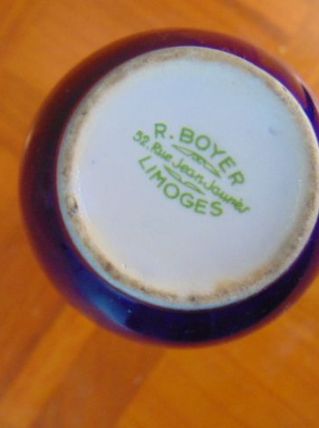 R. BOYER
52. Rue Jean Jaurès
LIMOGES